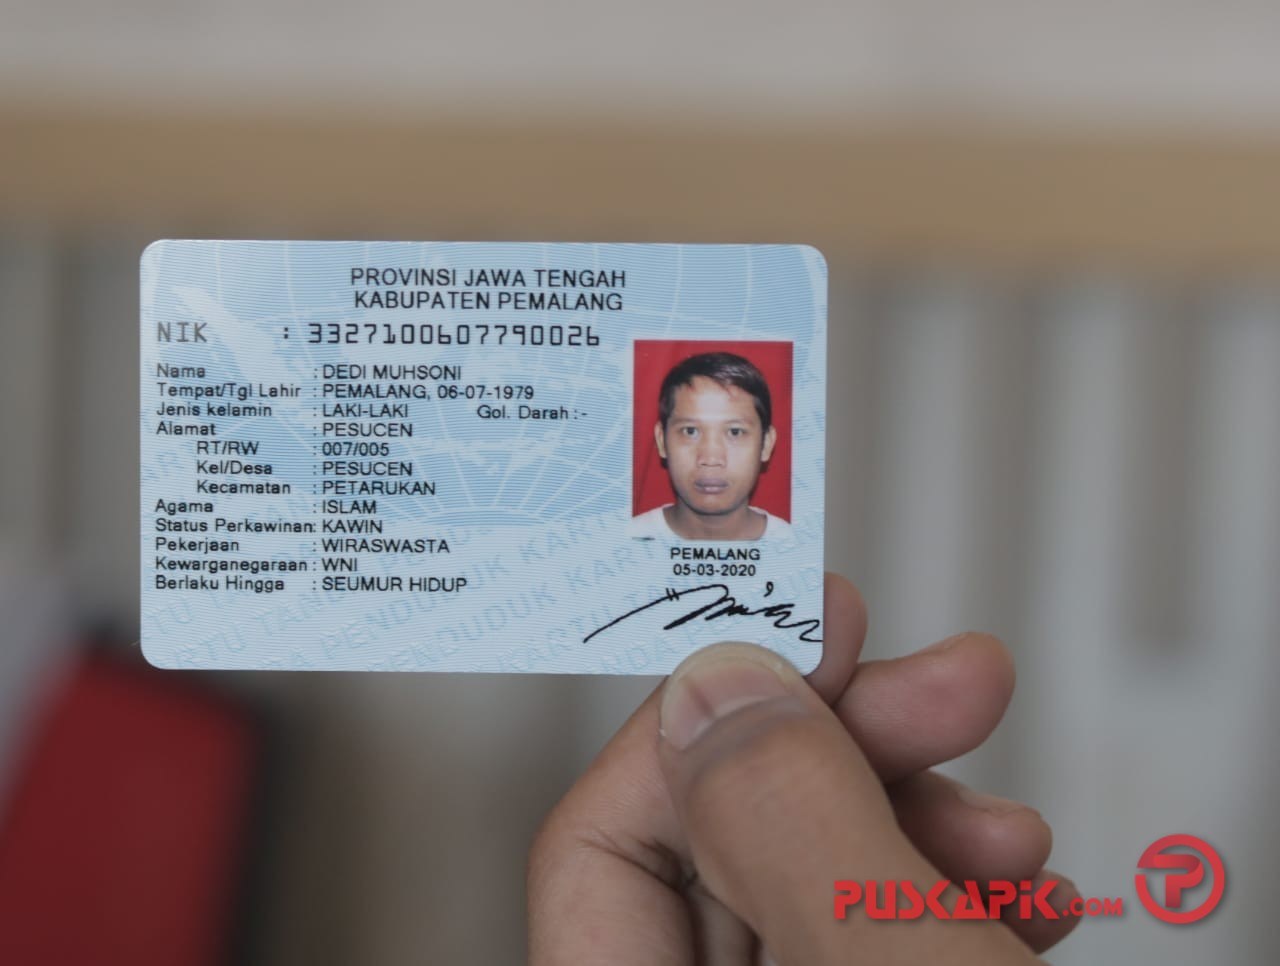 PROVINSI JAWA TENGAH
KABUPATEN PEMALANG
NIK : 3327100607790026
Nama : DEDI MUHSONI
Tempat/Tgl Lahir : PEMALANG, 06-07-1979
Jenis kelamin : LAKI-LAKI Gol. Darah : -
Alamat : PESUCEN
RT/RW : 007/005
Kel/Desa : PESUCEN
Kecamatan : PETARUKAN
Agama : ISLAM
Status Perkawinan: KAWIN
Pekerjaan : WIRASWASTA
Kewarganegaraan : WNI
Berlaku Hingga : SEUMUR HIDUP
PEMALANG
05-03-2020
PUSKAPIK.COM